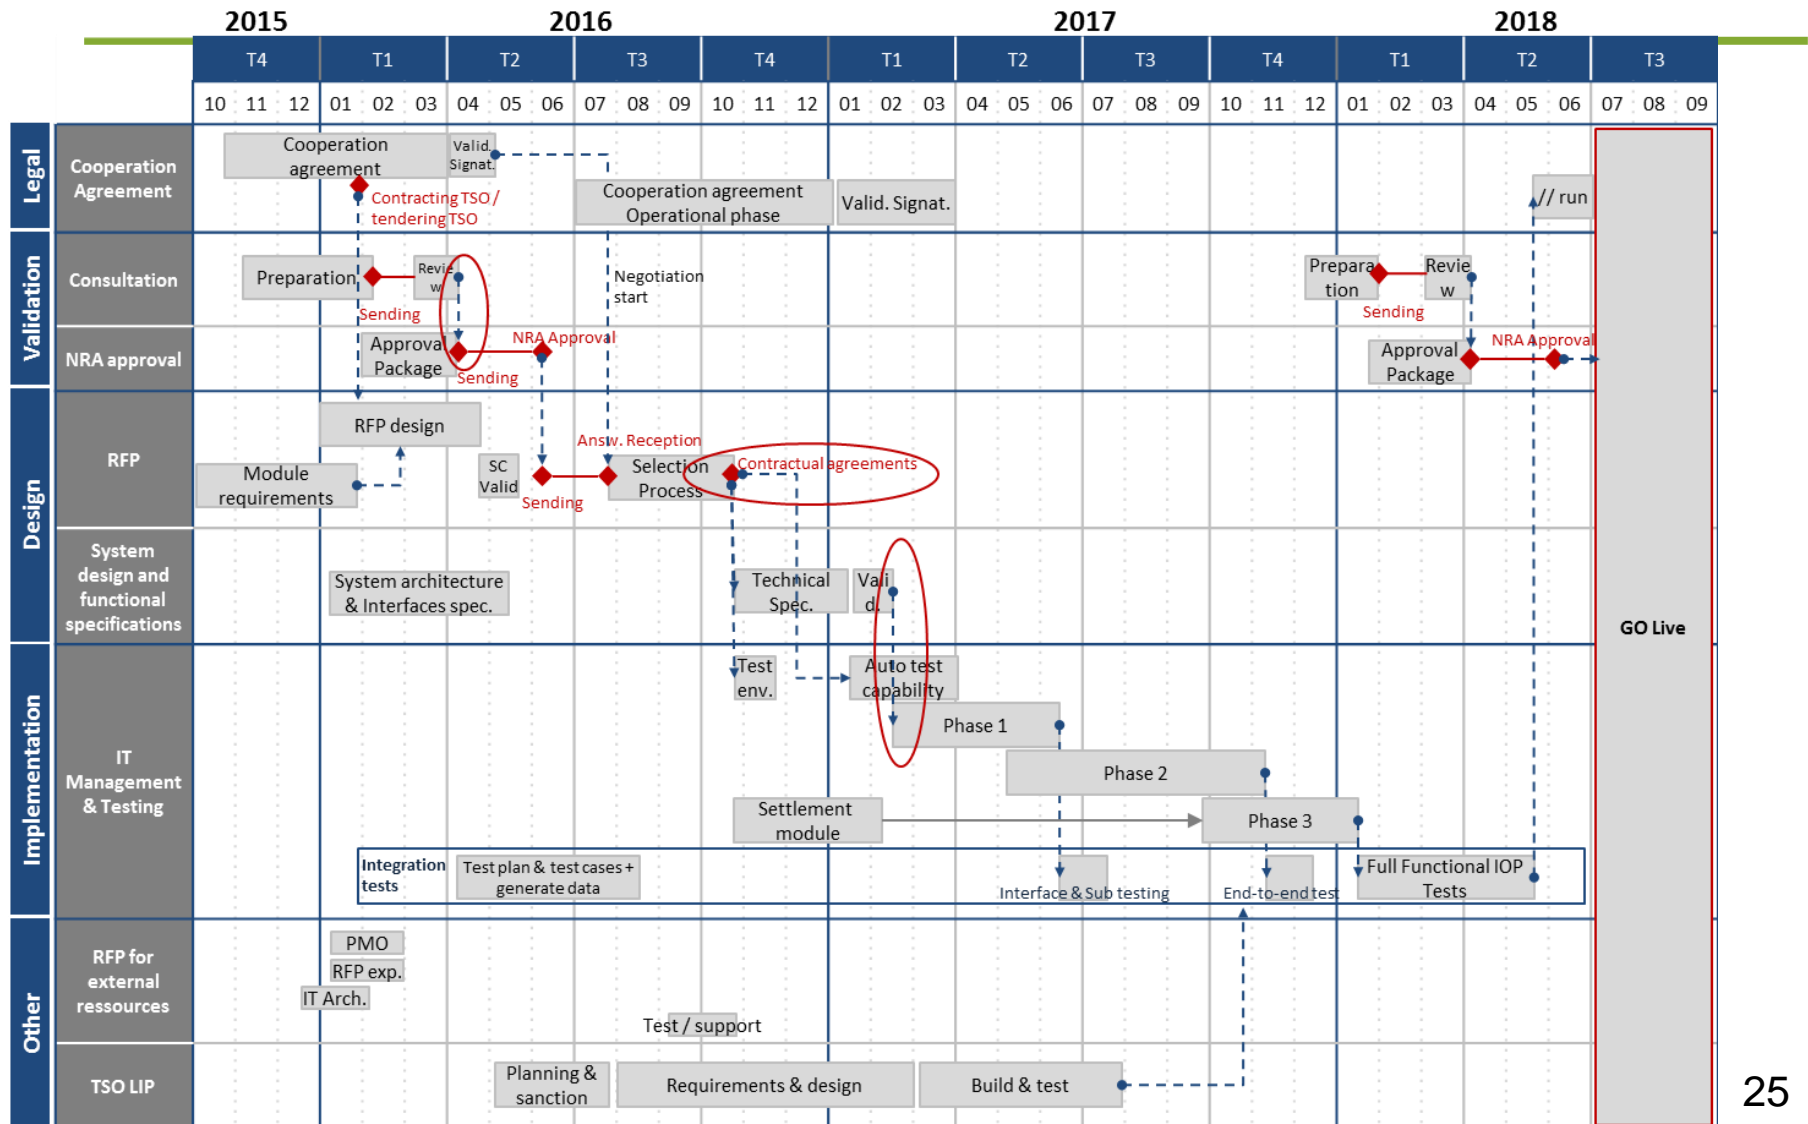 2015 2016 2017 2018
T4 T1 T2 T3 T4 T1 T2 T3 T4 T1 T2 T3
10 11 12 01 02 03 04 05 06 07 08 09 10 11 12 01 02 03 04 05 06 07 08 09 10 11 12 01 02 03 04 05 06 07 08 09
Legal
Cooperation
Agreement
Cooperation
agreement
Valid.
Signat.
Contracting TSO /
tendering TSO
Cooperation agreement
Operational phase
Valid. Signat.
// run
Validation
Consultation
Preparation
Revie
w
Sending
Negotiation
start
Prepara
tion
Revie
w
Sending
NRA approval
Approval
Package
NRA Approval
Sending
Approval
Package
NRA Approval
Design
RFP
RFP design
Module
requirements
SC
Valid
Sending
Answ. Reception
Selection
Process
Contractual agreements
System
design and
functional
specifications
System architecture
& Interfaces spec.
Technical
Spec.
Vali
d.
GO Live
Implementation
IT
Management
& Testing
Test
env.
Auto test
capability
Phase 1
Phase 2
Settlement
module
Phase 3
Integration
tests
Test plan & test cases +
generate data
Interface & Sub testing
End-to-end test
Full Functional IOP
Tests
Other
RFP for
external
ressources
PMO
RFP exp.
IT Arch.
Test / support
TSO LIP
Planning &
sanction
Requirements & design
Build & test
25